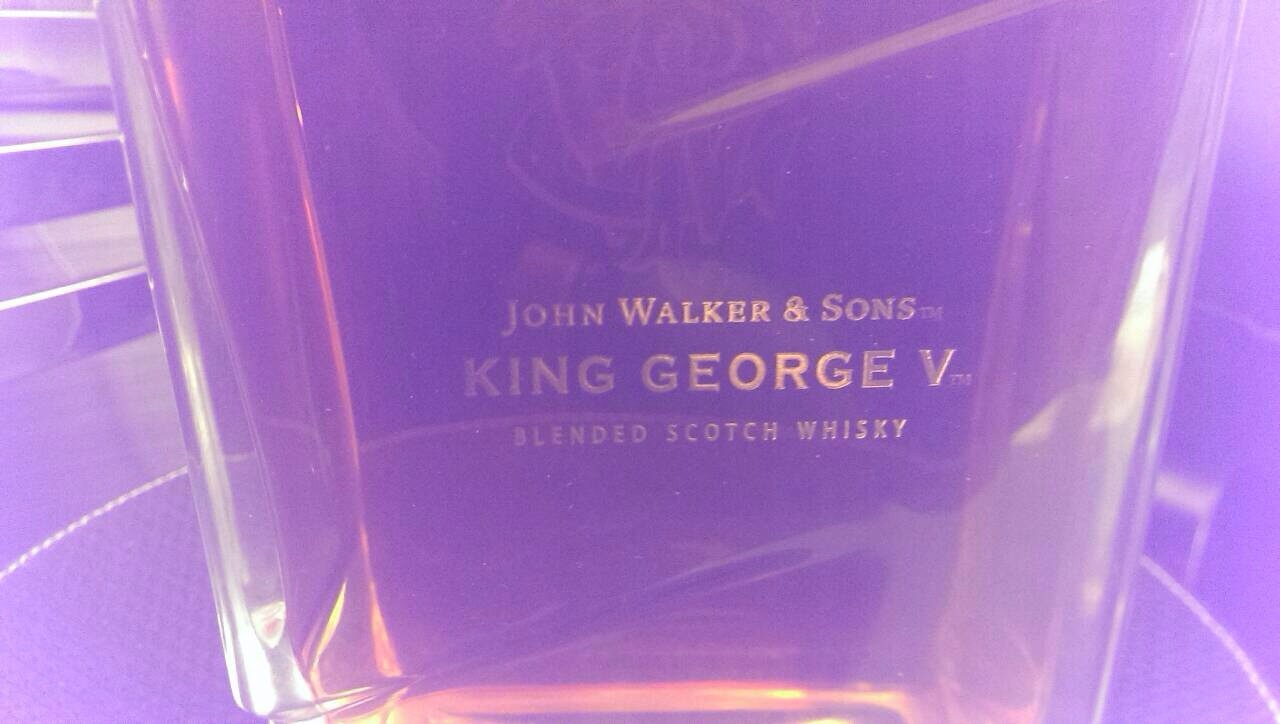 JOHN WALKER & SONS™
KING GEORGE V™
BLENDED SCOTCH WHISKY